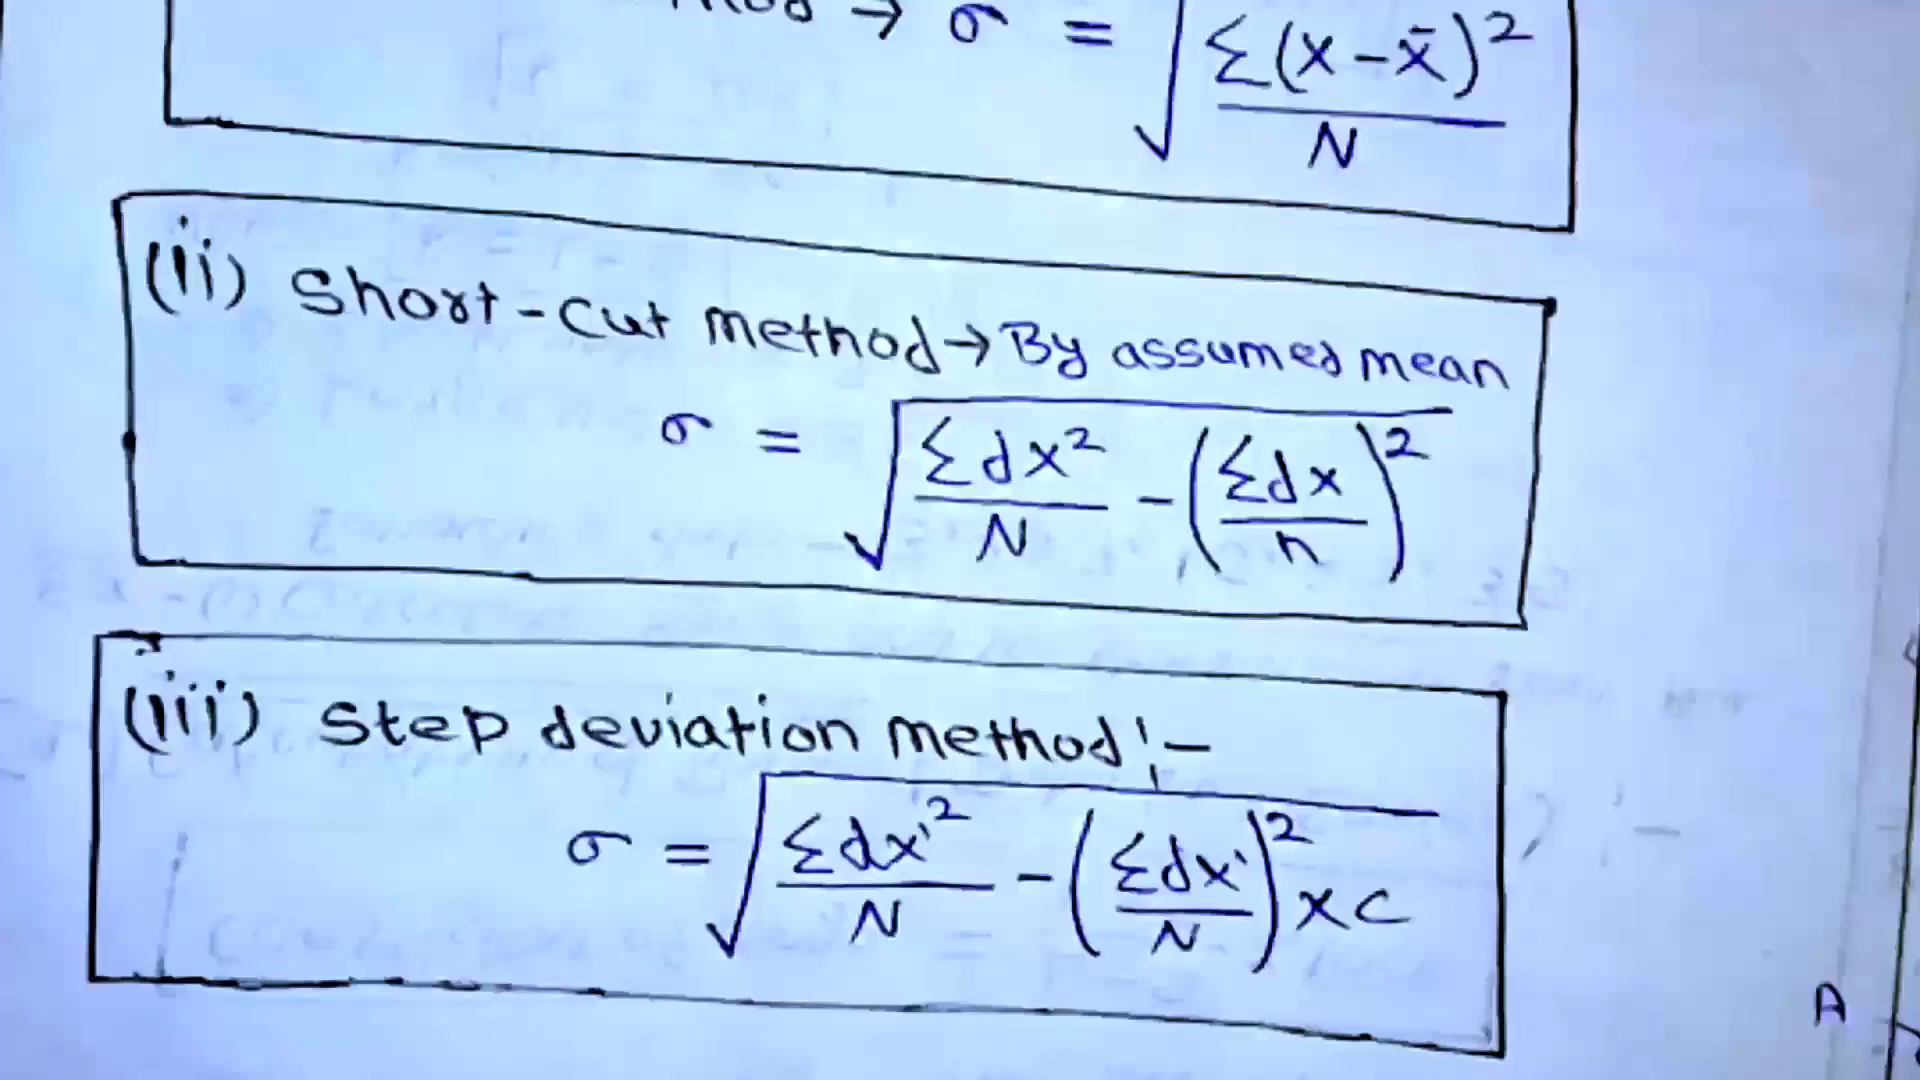 → σ = √(Σ(x-x̄)²/N)
(ii) Short-cut method → By assumed mean
σ = √(Σdx²/N - (Σdx/n)²)
(iii) Step deviation method :-
σ = √(Σdx'²/N - (Σdx'/N)² x c)
A